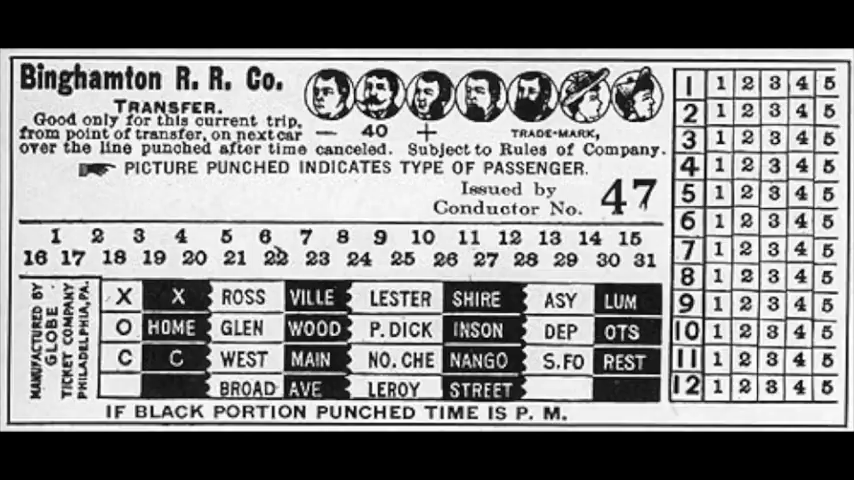 Binghamton R. R. Co.
TRANSFER.
Good only for this current trip,
from point of transfer, on next car — 40 + TRADE-MARK,
over the line punched after time canceled. Subject to Rules of Company.
PICTURE PUNCHED INDICATES TYPE OF PASSENGER.
Issued by
Conductor No. 47
1 2 3 4 5 6 7 8 9 10 11 12 13 14 15
16 17 18 19 20 21 22 23 24 25 26 27 28 29 30 31
MANUFACTURED BY
GLOBE
TICKET COMPANY
PHILADELPHIA, PA.
X X ROSS VILLE LESTER SHIRE ASY LUM
O HOME GLEN WOOD P. DICK INSON DEP OTS
C C WEST MAIN NO. CHE NANGO S. FO REST
BROAD AVE LEROY STREET
IF BLACK PORTION PUNCHED TIME IS P. M.
1 1 2 3 4 5
2 1 2 3 4 5
3 1 2 3 4 5
4 1 2 3 4 5
5 1 2 3 4 5
6 1 2 3 4 5
7 1 2 3 4 5
8 1 2 3 4 5
9 1 2 3 4 5
10 1 2 3 4 5
11 1 2 3 4 5
12 1 2 3 4 5